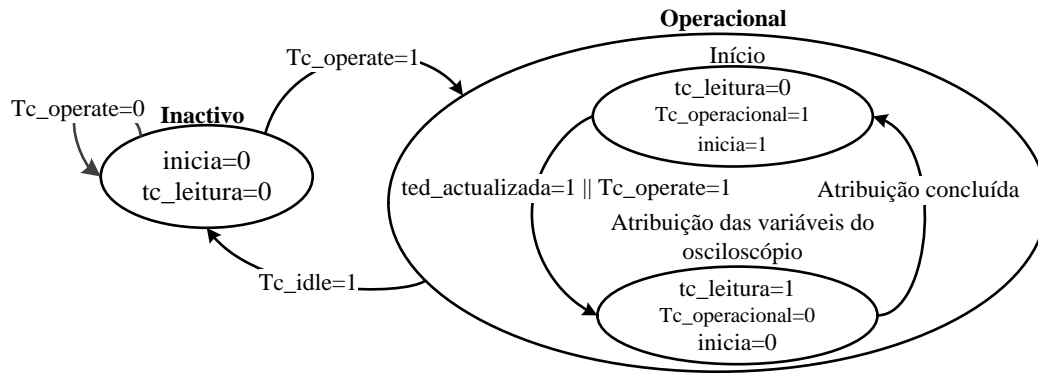 Operacional
Tc_operate=1
Início
tc_leitura=0
Tc_operacional=1
inicia=1
Tc_operate=0
Inactivo
inicia=0
tc_leitura=0
ted_actualizada=1 || Tc_operate=1
Atribuição concluída
Atribuição das variáveis do
osciloscópio
Tc_idle=1
tc_leitura=1
Tc_operacional=0
inicia=0